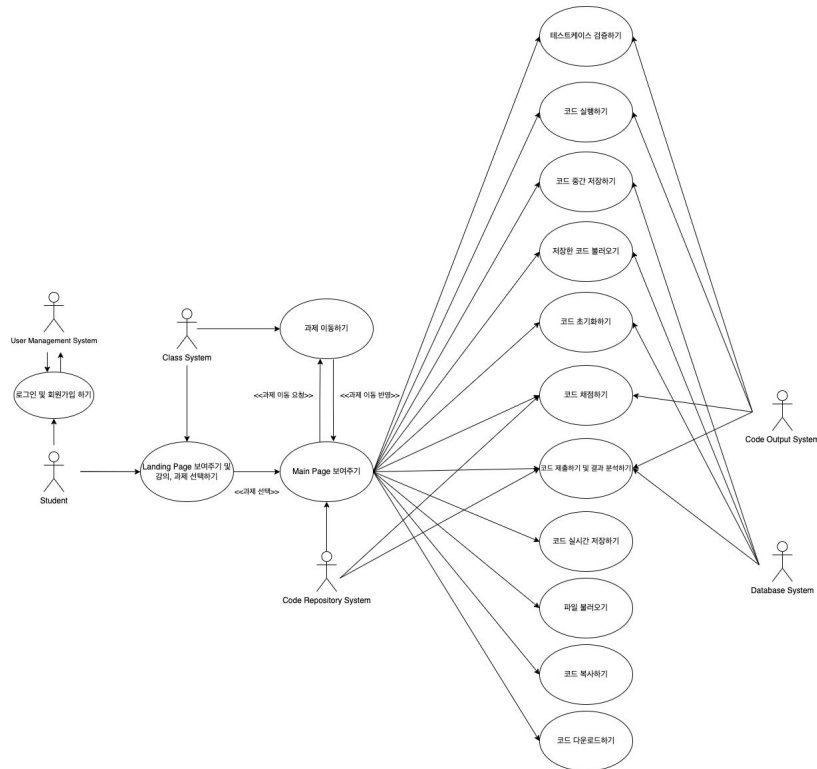 테스트케이스 검증하기
코드 실행하기
코드 중간 저장하기
저장한 코드 불러오기
코드 초기화하기
코드 채점하기
코드 제출하기 및 결과 분석하기
코드 실시간 저장하기
파일 불러오기
코드 복사하기
코드 다운로드하기
과제 이동하기
<<과제 이동 요청>>
<<과제 이동 반영>>
Main Page 보여주기
Class System
User Management System
로그인 및 회원가입 하기
Student
Landing Page 보여주기 및
강의, 과제 선택하기
<<과제 선택>>
Code Repository System
Code Output System
Database System